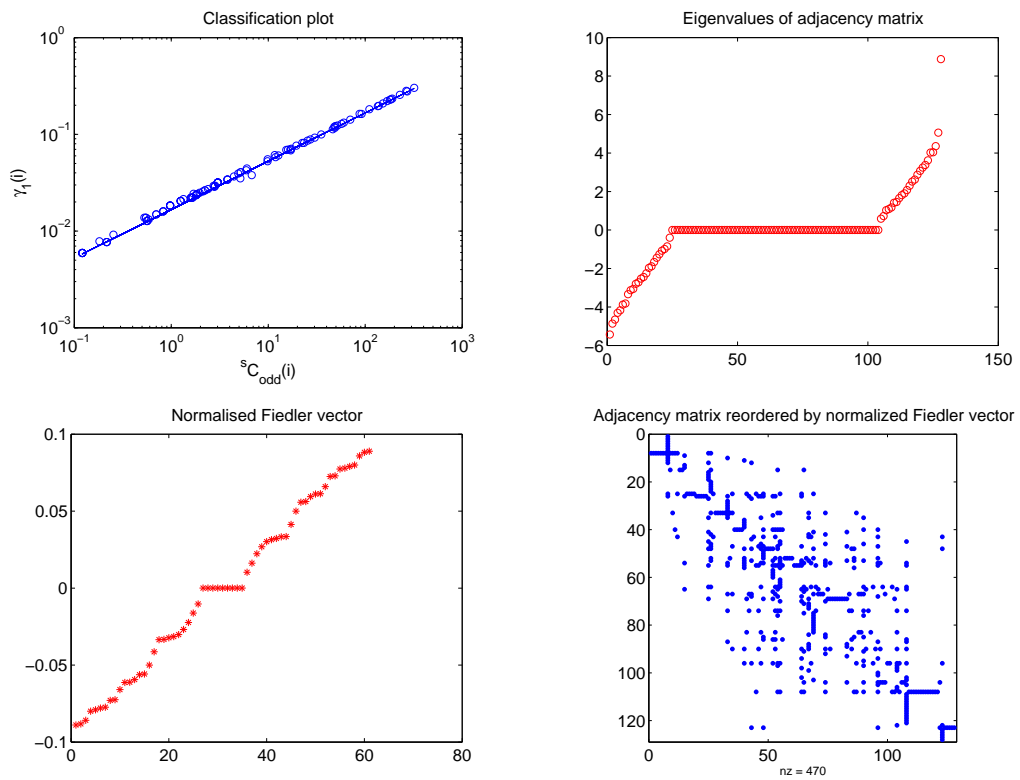 Classification plot
10^0
10^-1
10^-2
10^-3
γ_1(i)
10^-1 10^0 10^1 10^2 10^3
^sC_odd(i)
Eigenvalues of adjacency matrix
10
8
6
4
2
0
−2
−4
−6
0 50 100 150
Normalised Fiedler vector
0.1
0.05
0
−0.05
−0.1
0 20 40 60 80
Adjacency matrix reordered by normalized Fiedler vector
0
20
40
60
80
100
120
0 50 100
nz = 470